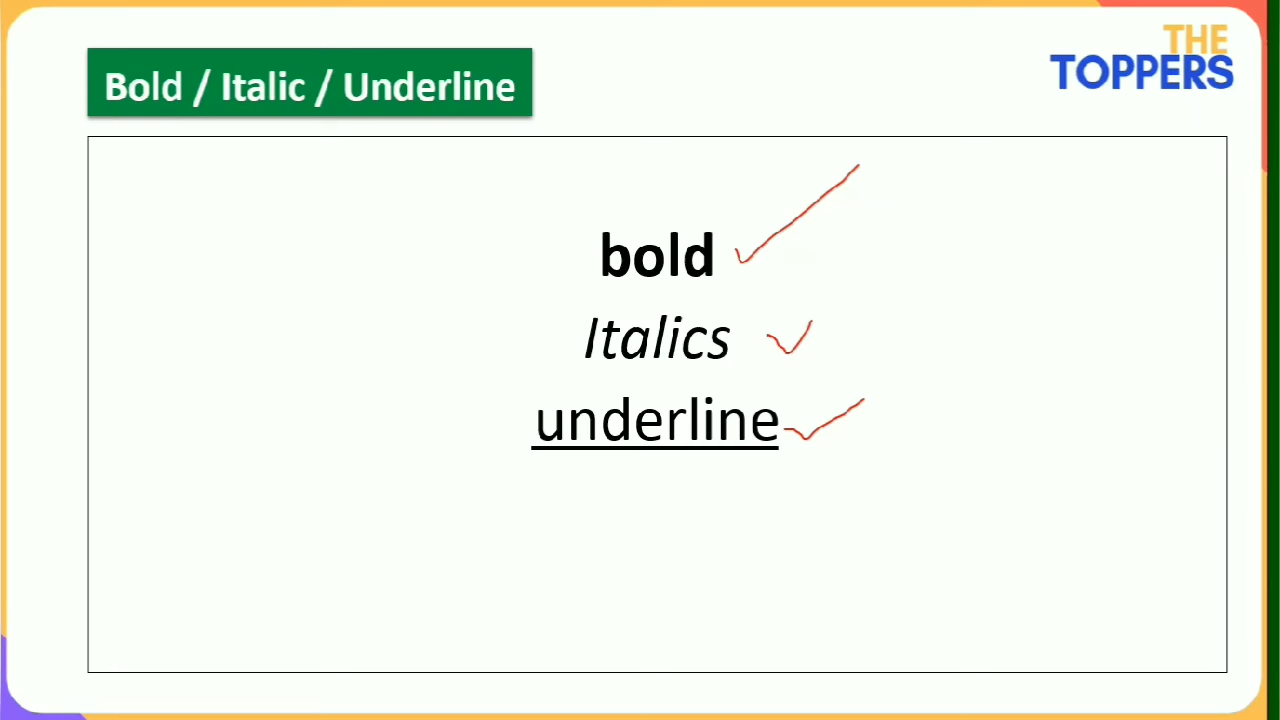 THE
TOPPERS
Bold / Italic / Underline
bold
Italics
underline